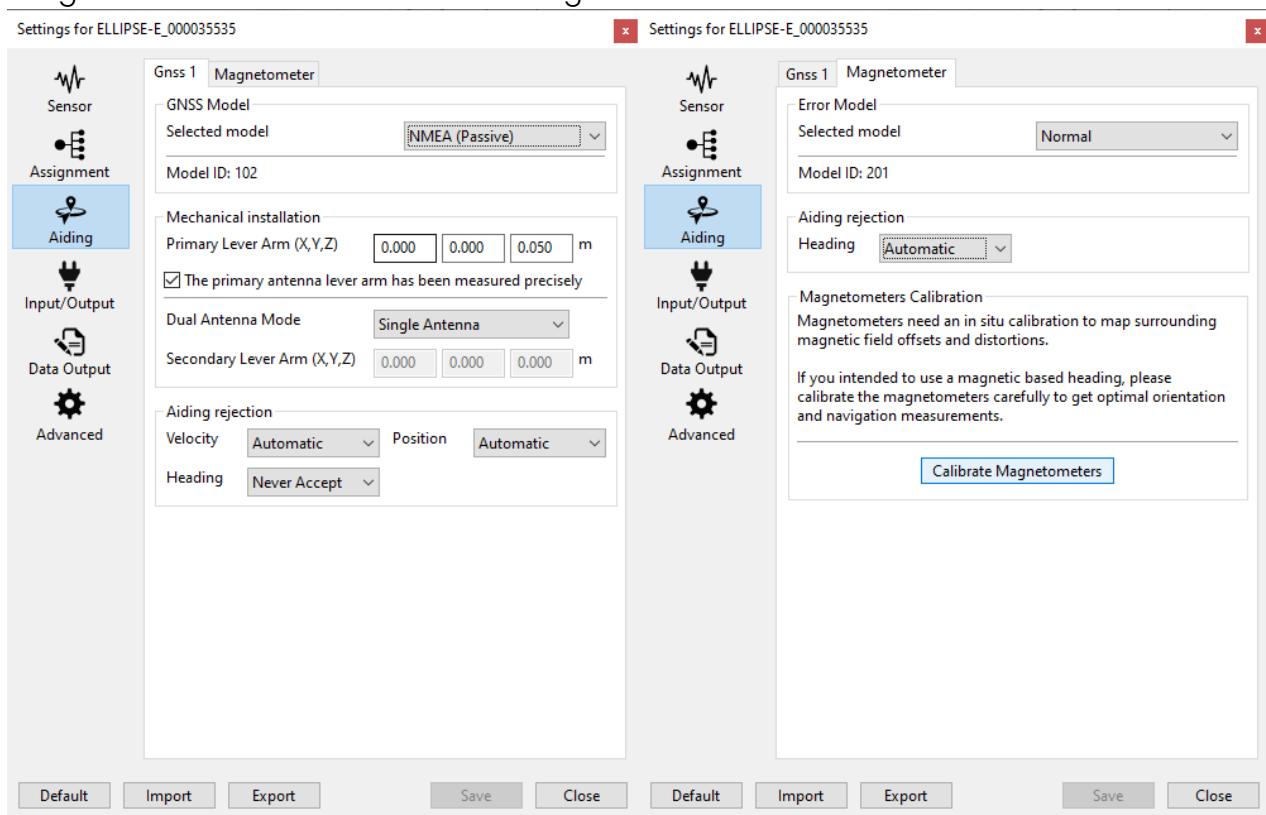 Settings for ELLIPSE-E_000035535
x
Sensor
Assignment
Aiding
Input/Output
Data Output
Advanced
Gnss 1 Magnetometer
GNSS Model
Selected model NMEA (Passive)
Model ID: 102
Mechanical installation
Primary Lever Arm (X,Y,Z) 0.000 0.000 0.050 m
The primary antenna lever arm has been measured precisely
Dual Antenna Mode Single Antenna
Secondary Lever Arm (X,Y,Z) 0.000 0.000 0.000 m
Aiding rejection
Velocity Automatic Position Automatic
Heading Never Accept
Default Import Export Save Close
Settings for ELLIPSE-E_000035535
x
Sensor
Assignment
Aiding
Input/Output
Data Output
Advanced
Gnss 1 Magnetometer
Error Model
Selected model Normal
Model ID: 201
Aiding rejection
Heading Automatic
Magnetometers Calibration
Magnetometers need an in situ calibration to map surrounding
magnetic field offsets and distortions.
If you intended to use a magnetic based heading, please
calibrate the magnetometers carefully to get optimal orientation
and navigation measurements.
Calibrate Magnetometers
Default Import Export Save Close